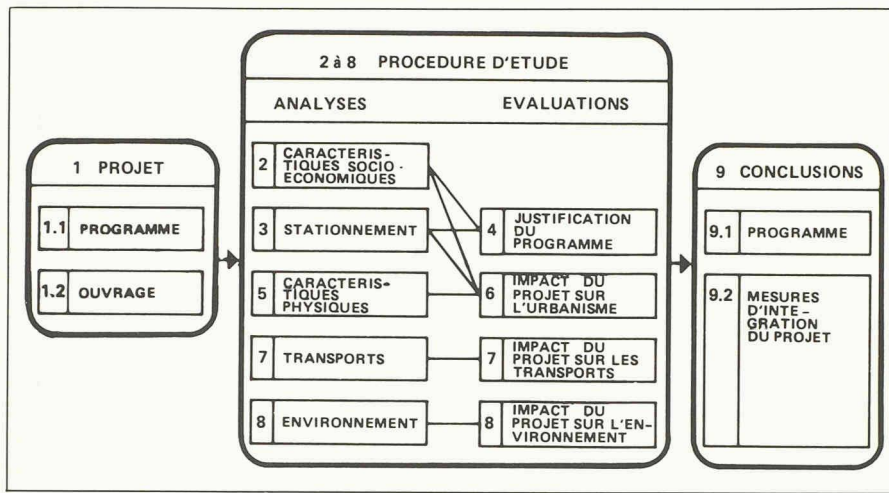 1 PROJET
1.1 PROGRAMME
1.2 OUVRAGE
2 à 8 PROCEDURE D'ETUDE
ANALYSES EVALUATIONS
2 CARACTERIS-
TIQUES SOCIO-
ECONOMIQUES
3 STATIONNEMENT
5 CARACTERIS-
TIQUES
PHYSIQUES
7 TRANSPORTS
8 ENVIRONNEMENT
4 JUSTIFICATION
DU
PROGRAMME
6 IMPACT DU
PROJET SUR
L'URBANISME
7 IMPACT DU
PROJET SUR LES
TRANSPORTS
8 IMPACT DU
PROJET SUR L'EN-
VIRONNEMENT
9 CONCLUSIONS
9.1 PROGRAMME
9.2 MESURES
D'INTE-
GRATION
DU PROJET